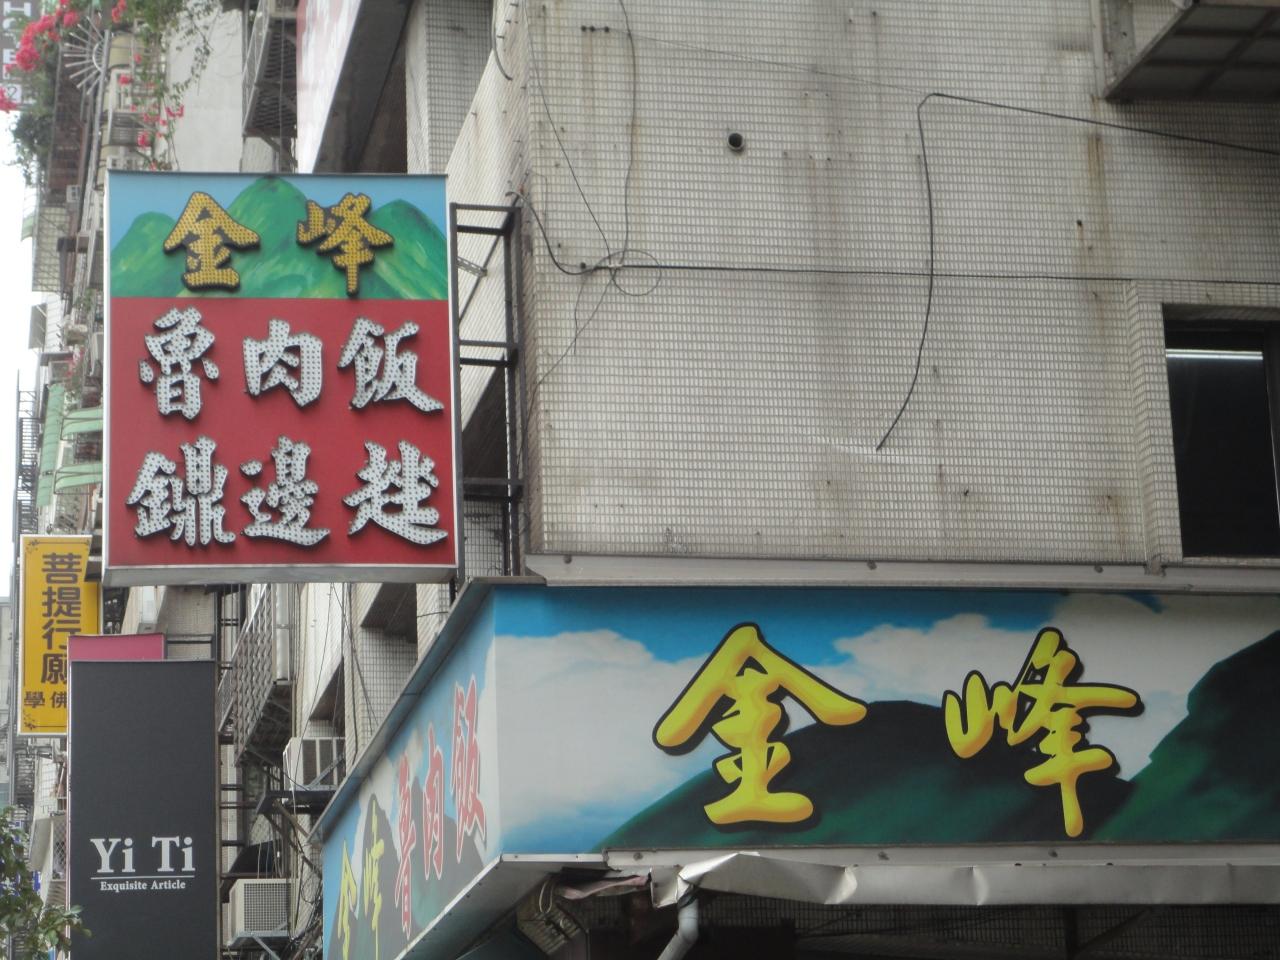 金峰
魯肉飯
鼎邊趖
金峰
金峰魯肉飯
菩提行願
學佛
Yi Ti
Exquisite Article